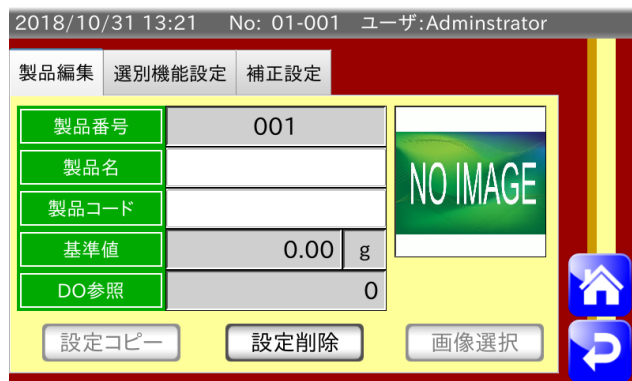 2018/10/31 13:21 No: 01-001 ユーザ:Adminstrator
製品編集 選別機能設定 補正設定
製品番号 001
製品名
製品コード
NO IMAGE
基準値 0.00 g
DO参照 0
設定コピー 設定削除 画像選択